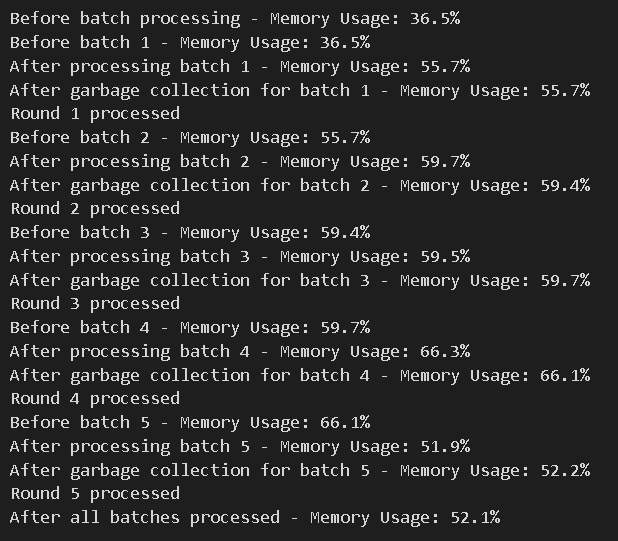 Before batch processing - Memory Usage: 36.5%
Before batch 1 - Memory Usage: 36.5%
After processing batch 1 - Memory Usage: 55.7%
After garbage collection for batch 1 - Memory Usage: 55.7%
Round 1 processed
Before batch 2 - Memory Usage: 55.7%
After processing batch 2 - Memory Usage: 59.7%
After garbage collection for batch 2 - Memory Usage: 59.4%
Round 2 processed
Before batch 3 - Memory Usage: 59.4%
After processing batch 3 - Memory Usage: 59.5%
After garbage collection for batch 3 - Memory Usage: 59.7%
Round 3 processed
Before batch 4 - Memory Usage: 59.7%
After processing batch 4 - Memory Usage: 66.3%
After garbage collection for batch 4 - Memory Usage: 66.1%
Round 4 processed
Before batch 5 - Memory Usage: 66.1%
After processing batch 5 - Memory Usage: 51.9%
After garbage collection for batch 5 - Memory Usage: 52.2%
Round 5 processed
After all batches processed - Memory Usage: 52.1%